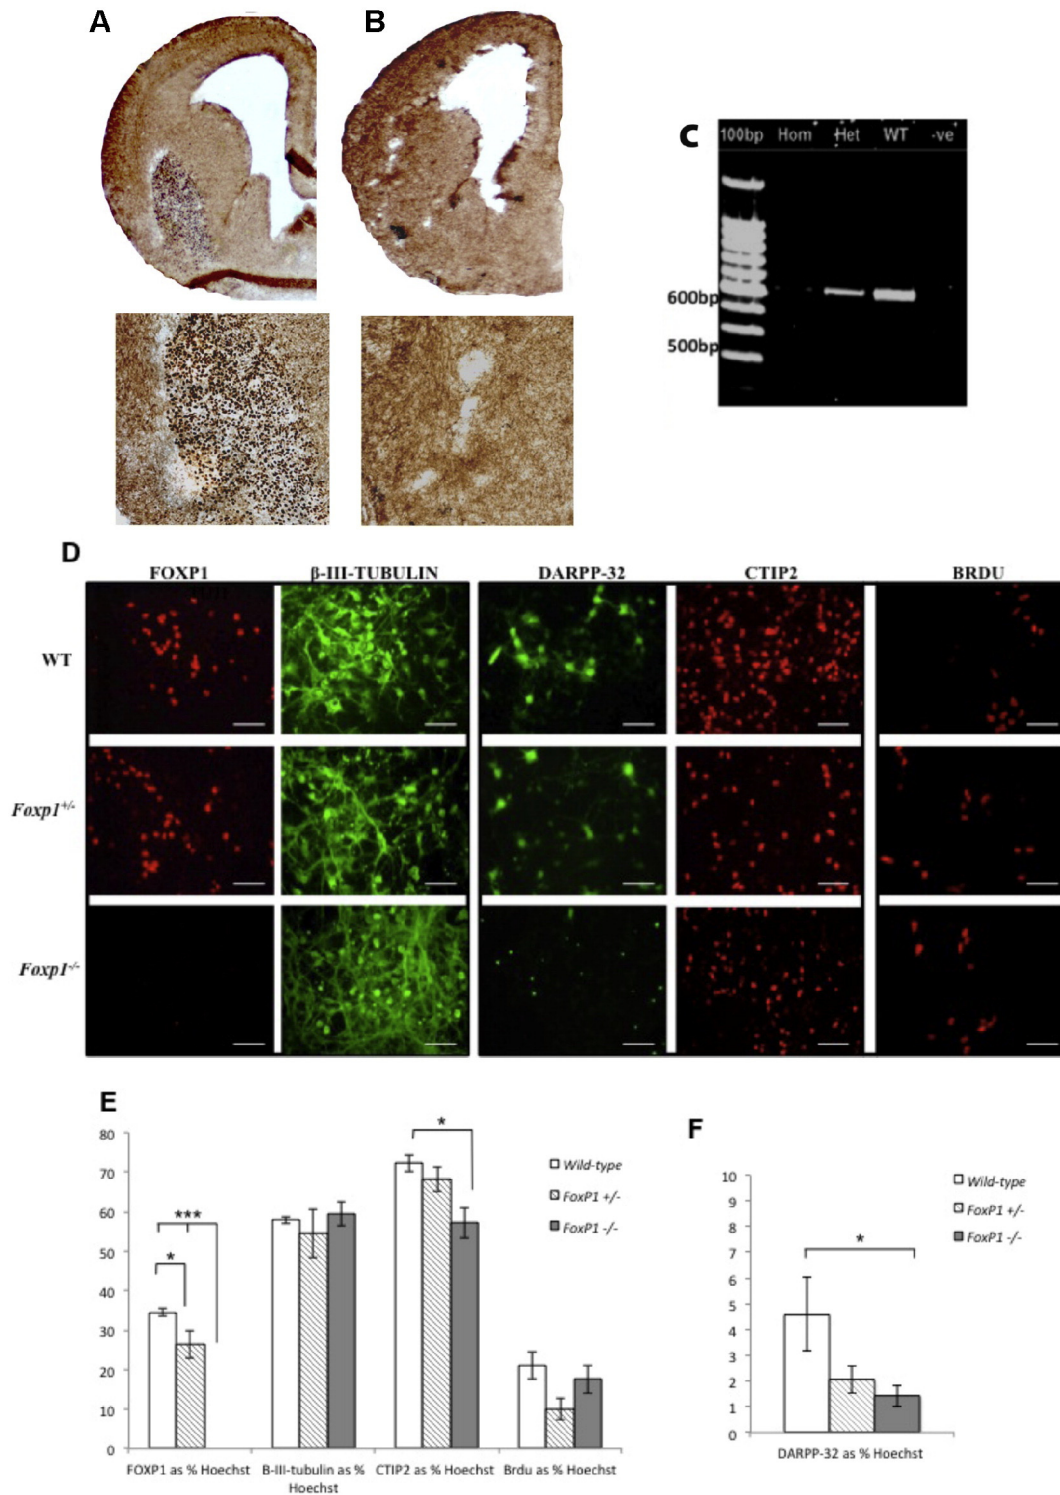 A
B
C
100bp Hom Het WT -ve
600bp
500bp
D
FOXP1 β-III-TUBULIN DARPP-32 CTIP2 BRDU
WT
Foxp1+/-
Foxp1-/-
E
80
70
60
50
40
30
20
10
0
***
*
*
Wild-type
FoxP1 +/-
FoxP1 -/-
FOXP1 as % Hoechst
B-III-tubulin as %
Hoechst
CTIP2 as % Hoechst
Brdu as % Hoechst
F
10
9
8
7
6
5
4
3
2
1
0
*
Wild-type
FoxP1 +/-
FoxP1 -/-
DARPP-32 as % Hoechst